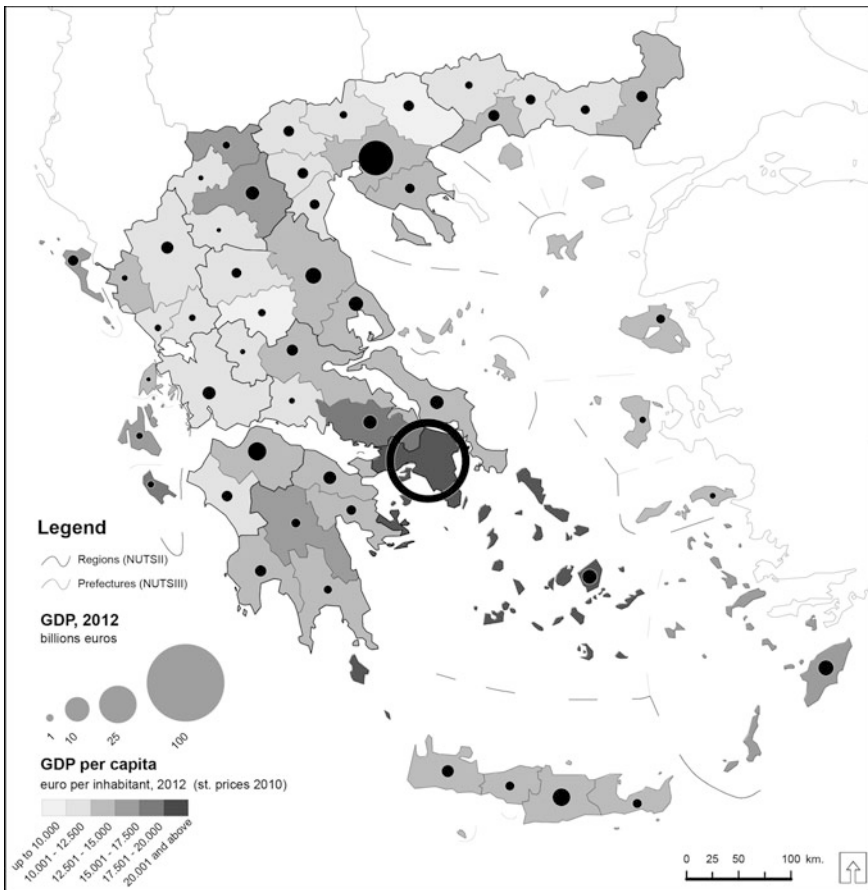 Legend
Regions (NUTSII)
Prefectures (NUTSIII)
GDP, 2012
billions euros
1 10 25 100
GDP per capita
euro per inhabitant, 2012 (st. prices 2010)
up to 10.000
10.001 - 12.500
12.501 - 15.000
15.001 - 17.500
17.501 - 20.000
20.001 and above
0 25 50 100 km.